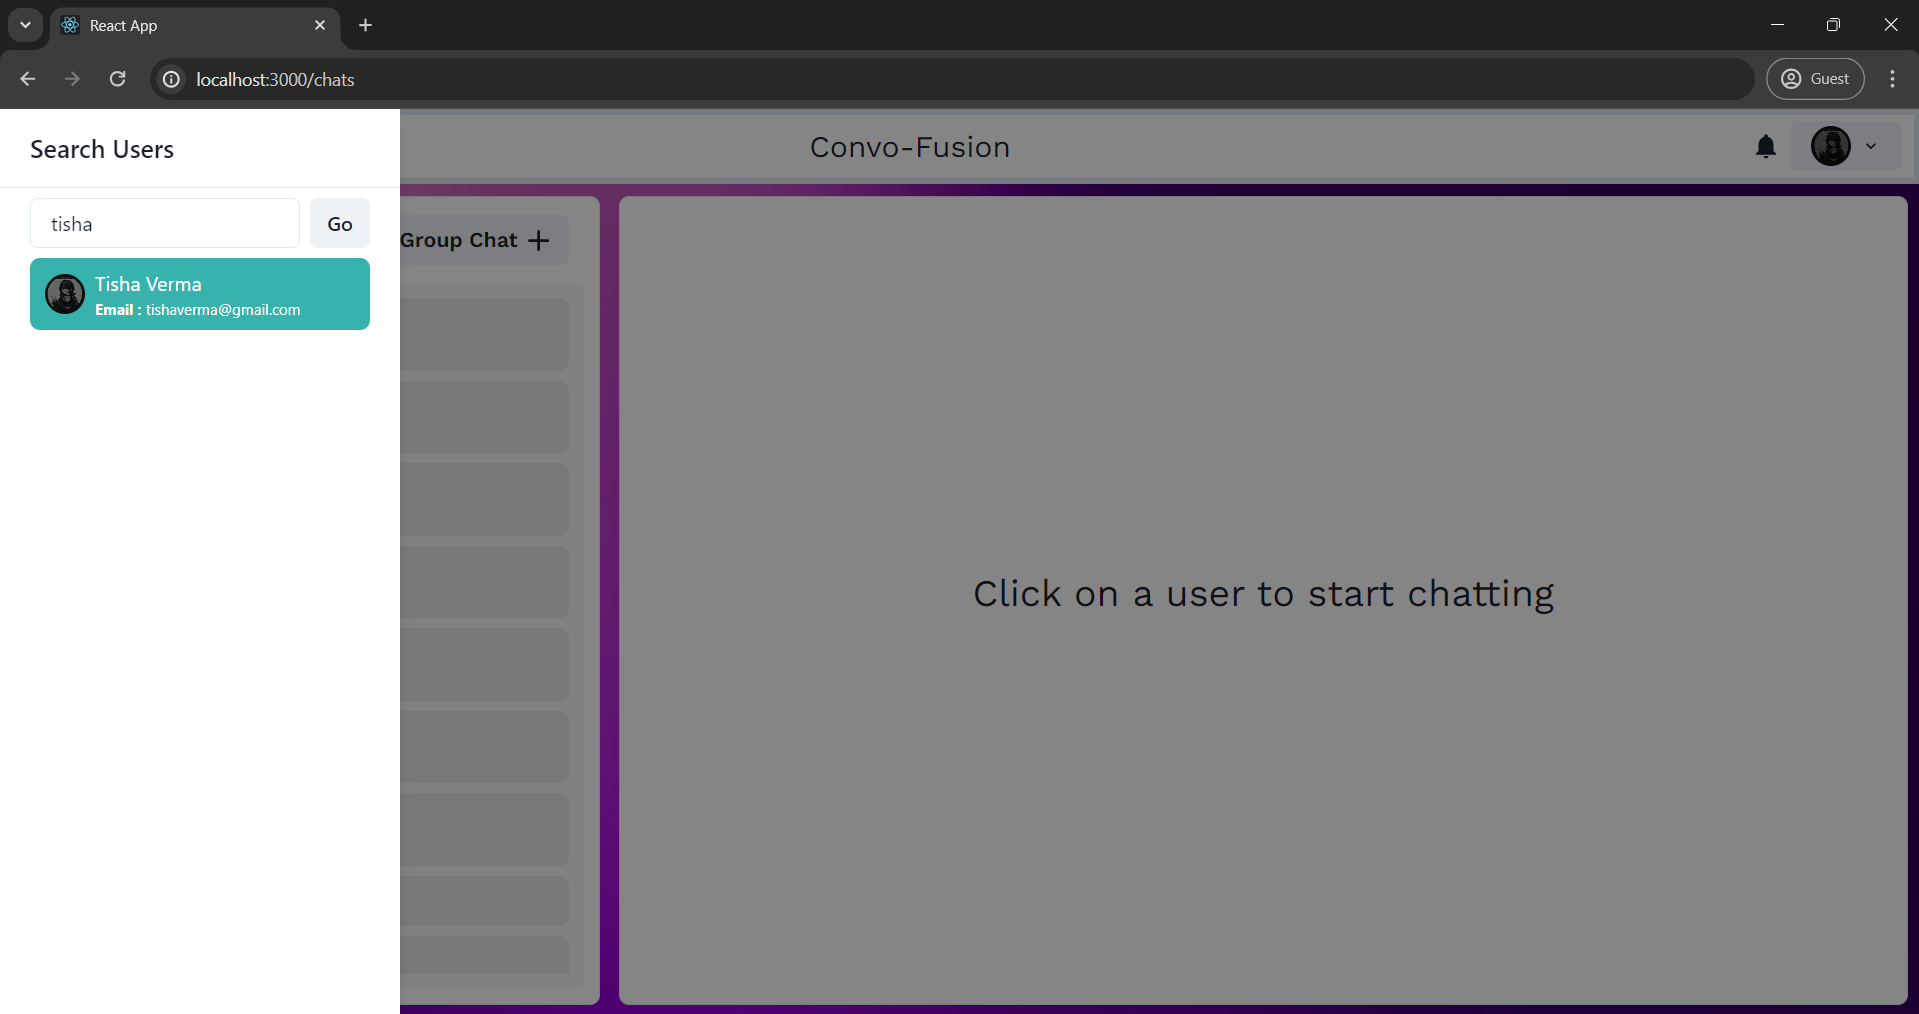 React App
localhost:3000/chats
Guest
Search Users
Convo-Fusion
tisha
Go
Group Chat
Tisha Verma
Email : tishaverma@gmail.com
Click on a user to start chatting